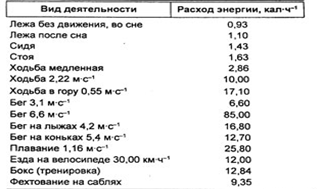 Вид деятельности Расход энергии, кал·ч⁻¹
Лежа без движения, во сне 0,93
Лежа после сна 1,10
Сидя 1,43
Стоя 1,63
Ходьба медленная 2,86
Ходьба 2,22 м·с⁻¹ 10,00
Ходьба в гору 0,55 м·с⁻¹ 17,10
Бег 3,1 м·с⁻¹ 6,60
Бег 6,6 м·с⁻¹ 85,00
Бег на лыжах 4,2 м·с⁻¹ 16,80
Бег на коньках 5,4 м·с⁻¹ 12,70
Плавание 1,16 м·с⁻¹ 25,80
Езда на велосипеде 30,00 км·ч⁻¹ 12,00
Бокс (тренировка) 12,84
Фехтование на саблях 9,35